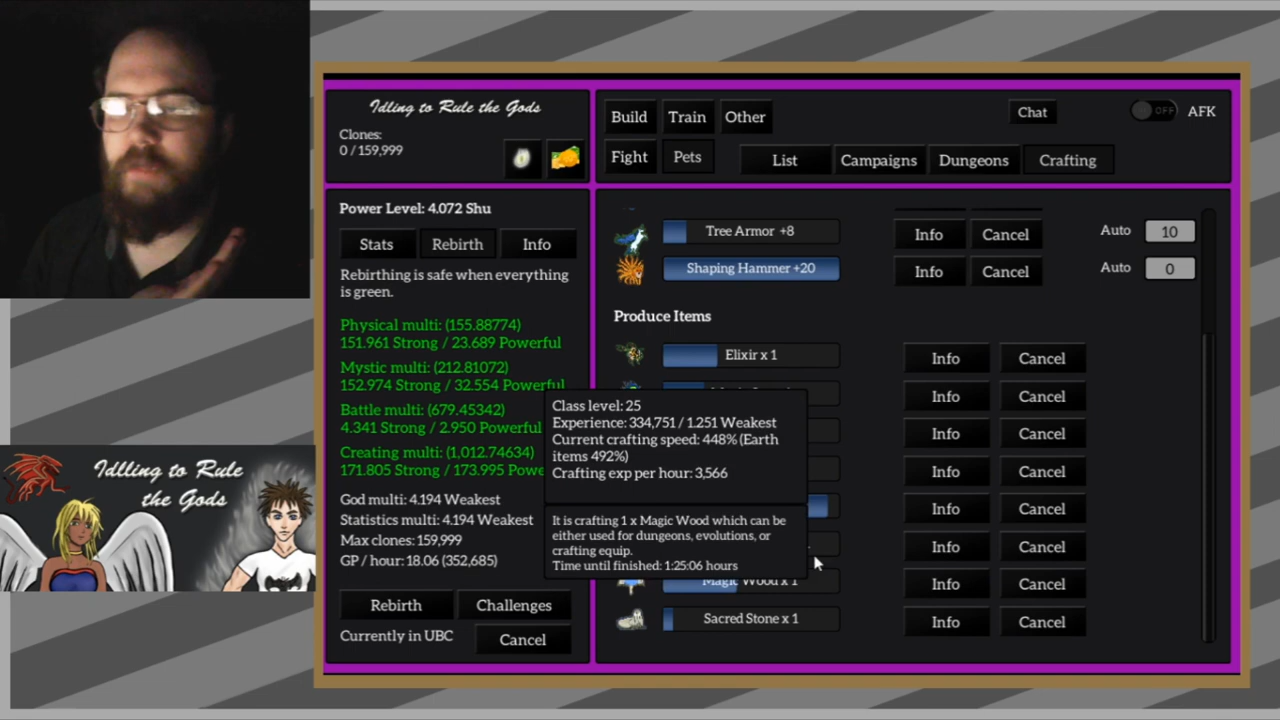 Idling to Rule the Gods
Clones:
0 / 159,999
Build
Train
Other
Chat
OFF
AFK
Fight
Pets
List
Campaigns
Dungeons
Crafting
Power Level: 4.072 Shu
Stats
Rebirth
Info
Rebirthing is safe when everything
is green.
Physical multi: (155.88774)
151.961 Strong / 23.689 Powerful
Mystic multi: (212.81072)
152.974 Strong / 32.554 Powerful
Battle multi: (679.45342)
4.341 Strong / 2.950 Powerful
Creating multi: (1,012.74634)
171.805 Strong / 173.995 Powe
God multi: 4.194 Weakest
Statistics multi: 4.194 Weakest
Max clones: 159,999
GP / hour: 18.06 (352,685)
Rebirth
Challenges
Currently in UBC
Cancel
Tree Armor +8
Info
Cancel
Auto
10
Shaping Hammer +20
Info
Cancel
Auto
0
Produce Items
Elixir x 1
Info
Cancel
Info
Cancel
Info
Cancel
Info
Cancel
Info
Cancel
Info
Cancel
Magic Wood x 1
Info
Cancel
Sacred Stone x 1
Info
Cancel
Class level: 25
Experience: 334,751 / 1.251 Weakest
Current crafting speed: 448% (Earth
items 492%)
Crafting exp per hour: 3,566
It is crafting 1 x Magic Wood which can be
either used for dungeons, evolutions, or
crafting equip.
Time until finished: 1:25:06 hours
Idling to Rule
the Gods